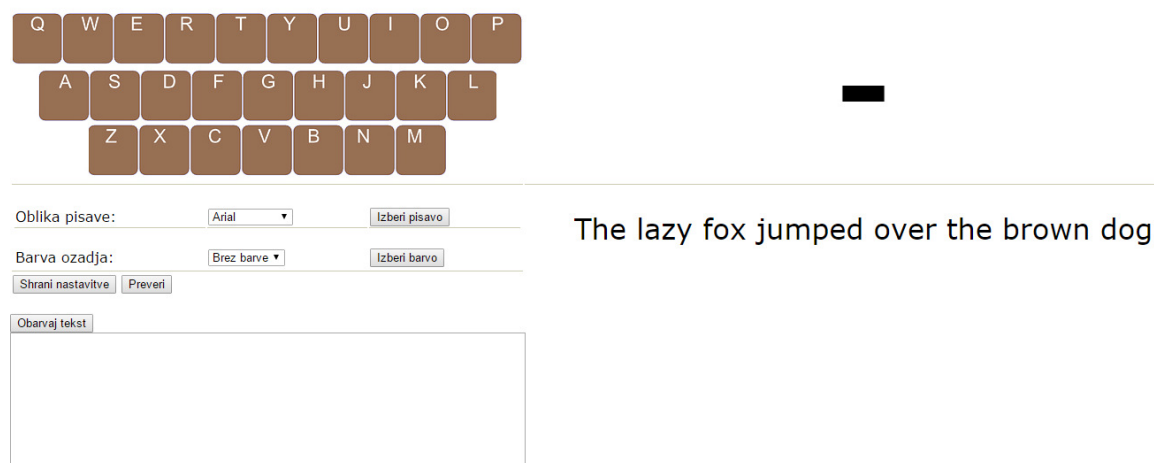 Q W E R T Y U I O P
A S D F G H J K L
Z X C V B N M
Oblika pisave: Arial Izberi pisavo
Barva ozadja: Brez barve Izberi barvo
Shrani nastavitve Preveri
Obarvaj tekst
The lazy fox jumped over the brown dog